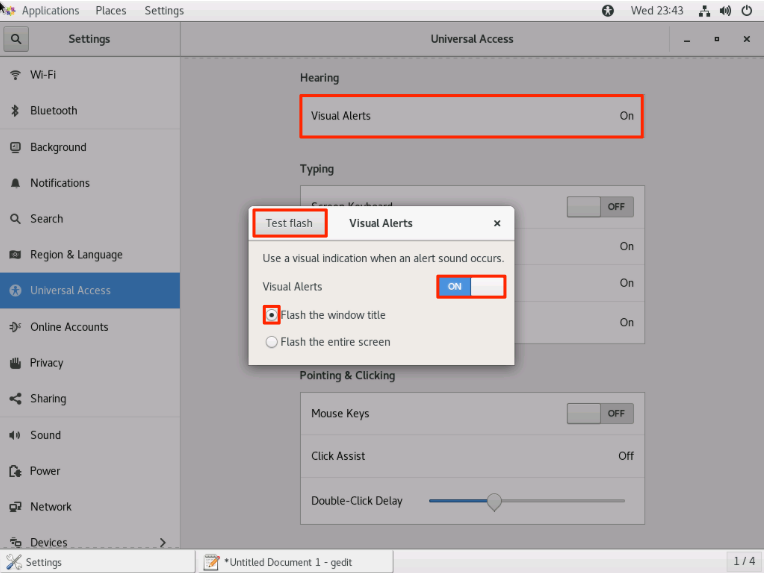 Applications Places Settings Wed 23:43
Settings Universal Access
Wi-Fi
Bluetooth
Background
Notifications
Search
Region & Language
Universal Access
Online Accounts
Privacy
Sharing
Sound
Power
Network
Devices
Hearing
Visual Alerts On
Typing
Screen Keyboard OFF
On
On
On
Test flash Visual Alerts
Use a visual indication when an alert sound occurs.
Visual Alerts ON
Flash the window title
Flash the entire screen
Pointing & Clicking
Mouse Keys OFF
Click Assist Off
Double-Click Delay
Settings *Untitled Document 1 - gedit 1 / 4